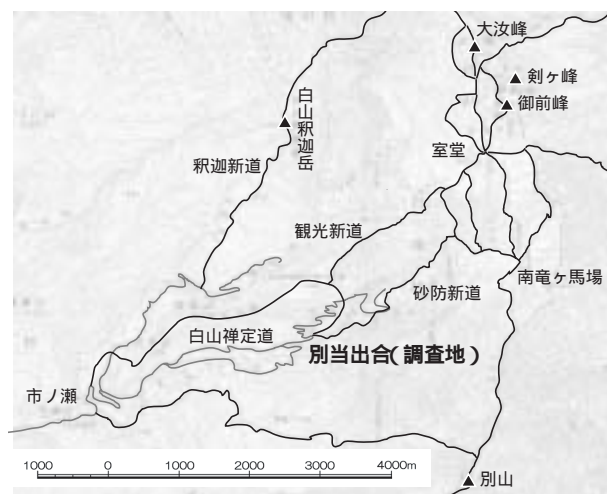 大汝峰
剣ヶ峰
御前峰
白山釈迦岳
室堂
釈迦新道
観光新道
南竜ヶ馬場
砂防新道
白山禅定道
別当出合（調査地）
市ノ瀬
1000 0 1000 2000 3000 4000m
別山